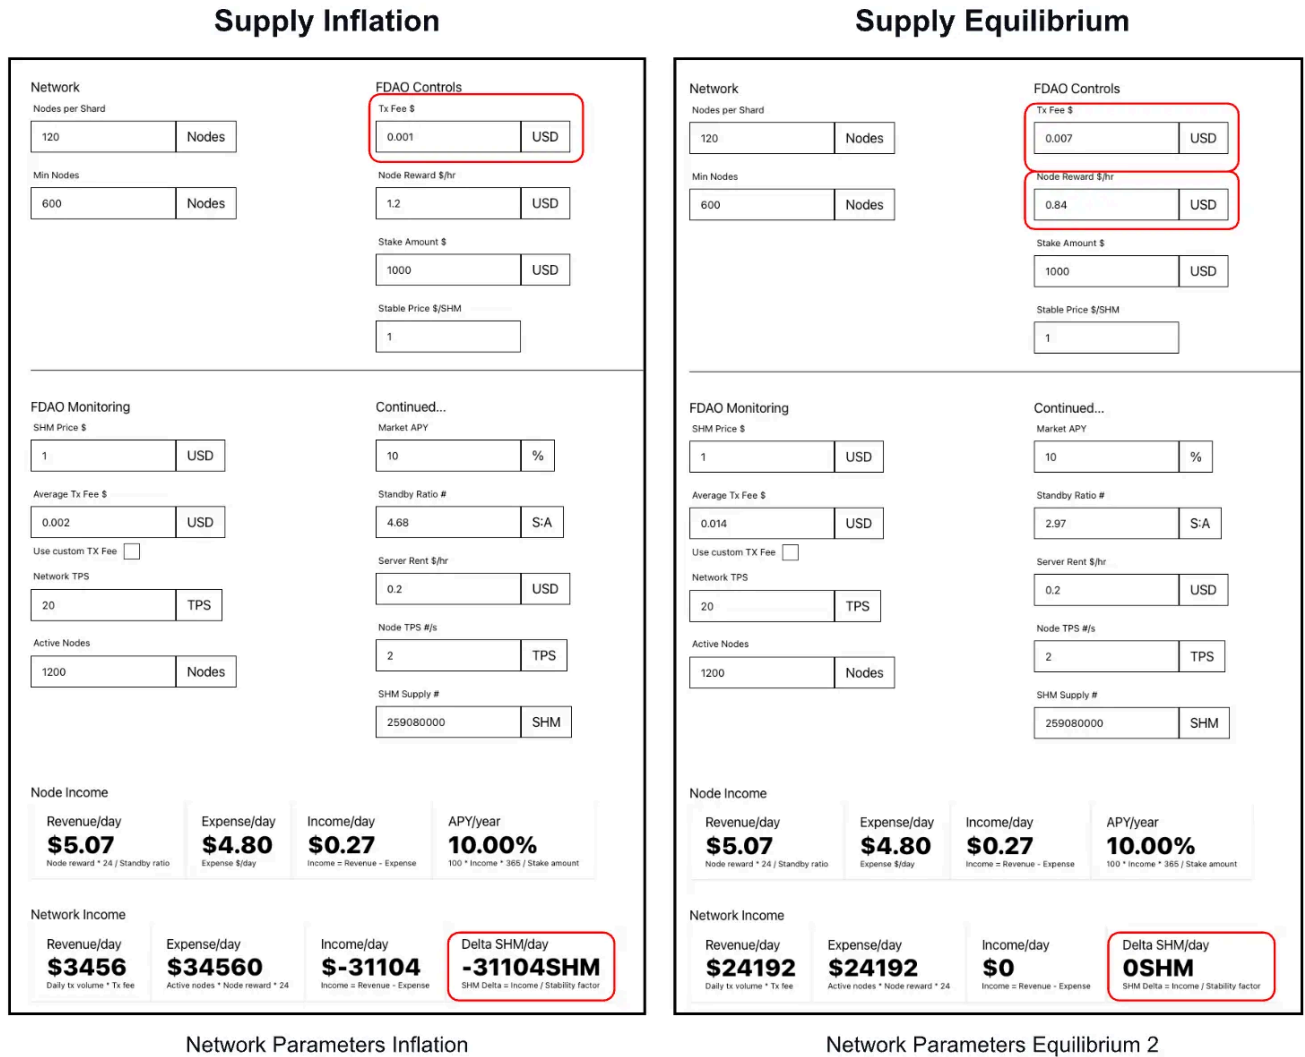 Supply Inflation
Network
Nodes per Shard
120 Nodes
Min Nodes
600 Nodes
FDAO Controls
Tx Fee $
0.001 USD
Node Reward $/hr
1.2 USD
Stake Amount $
1000 USD
Stable Price $/SHM
1
FDAO Monitoring
SHM Price $
1 USD
Average Tx Fee $
0.002 USD
Use custom TX Fee
Network TPS
20 TPS
Active Nodes
1200 Nodes
Continued...
Market APY
10 %
Standby Ratio #
4.68 S:A
Server Rent $/hr
0.2 USD
Node TPS #/s
2 TPS
SHM Supply #
259080000 SHM
Node Income
Revenue/day
$5.07
Node reward * 24 / Standby ratio
Expense/day
$4.80
Expense $/day
Income/day
$0.27
Income = Revenue - Expense
APY/year
10.00%
100 * Income * 365 / Stake amount
Network Income
Revenue/day
$3456
Daily tx volume * Tx fee
Expense/day
$34560
Active nodes * Node reward * 24
Income/day
$-31104
Income = Revenue - Expense
Delta SHM/day
-31104SHM
SHM Delta = Income / Stability factor
Network Parameters Inflation
Supply Equilibrium
Network
Nodes per Shard
120 Nodes
Min Nodes
600 Nodes
FDAO Controls
Tx Fee $
0.007 USD
Node Reward $/hr
0.84 USD
Stake Amount $
1000 USD
Stable Price $/SHM
1
FDAO Monitoring
SHM Price $
1 USD
Average Tx Fee $
0.014 USD
Use custom TX Fee
Network TPS
20 TPS
Active Nodes
1200 Nodes
Continued...
Market APY
10 %
Standby Ratio #
2.97 S:A
Server Rent $/hr
0.2 USD
Node TPS #/s
2 TPS
SHM Supply #
259080000 SHM
Node Income
Revenue/day
$5.07
Node reward * 24 / Standby ratio
Expense/day
$4.80
Expense $/day
Income/day
$0.27
Income = Revenue - Expense
APY/year
10.00%
100 * Income * 365 / Stake amount
Network Income
Revenue/day
$24192
Daily tx volume * Tx fee
Expense/day
$24192
Active nodes * Node reward * 24
Income/day
$0
Income = Revenue - Expense
Delta SHM/day
0SHM
SHM Delta = Income / Stability factor
Network Parameters Equilibrium 2